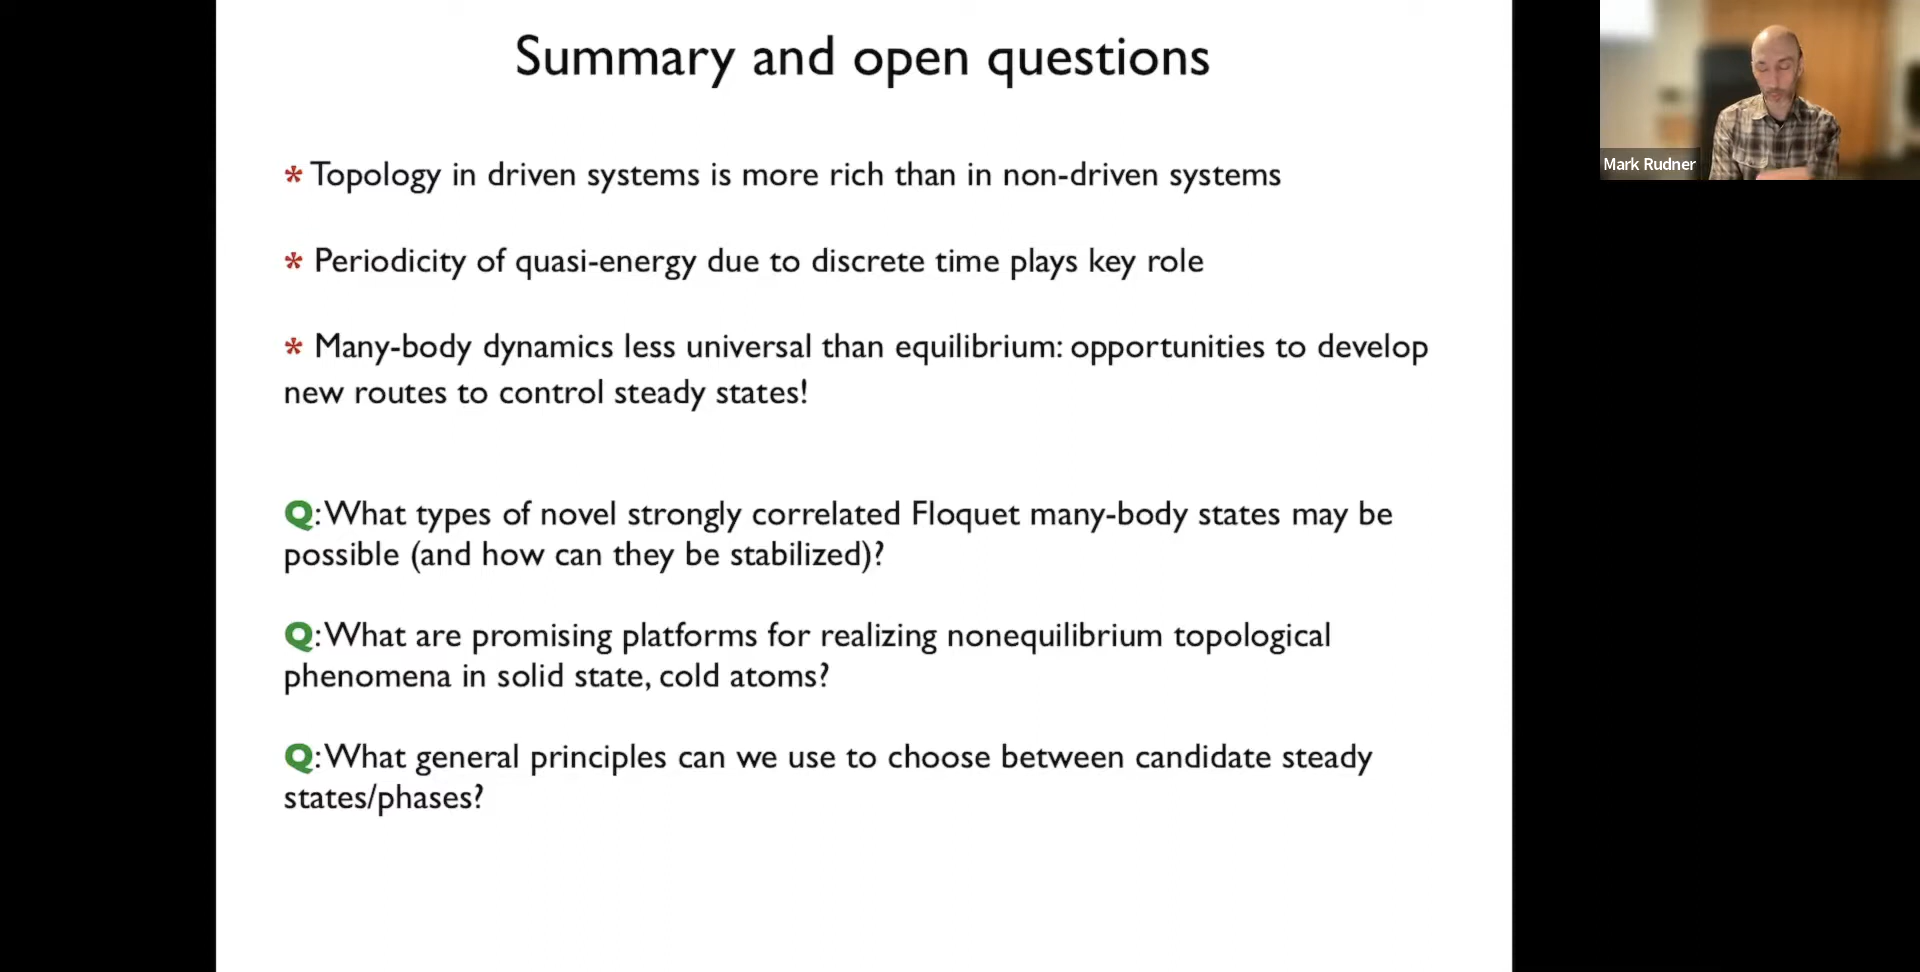 Summary and open questions
* Topology in driven systems is more rich than in non-driven systems
* Periodicity of quasi-energy due to discrete time plays key role
* Many-body dynamics less universal than equilibrium: opportunities to develop
new routes to control steady states!
Q: What types of novel strongly correlated Floquet many-body states may be
possible (and how can they be stabilized)?
Q: What are promising platforms for realizing nonequilibrium topological
phenomena in solid state, cold atoms?
Q: What general principles can we use to choose between candidate steady
states/phases?
Mark Rudner